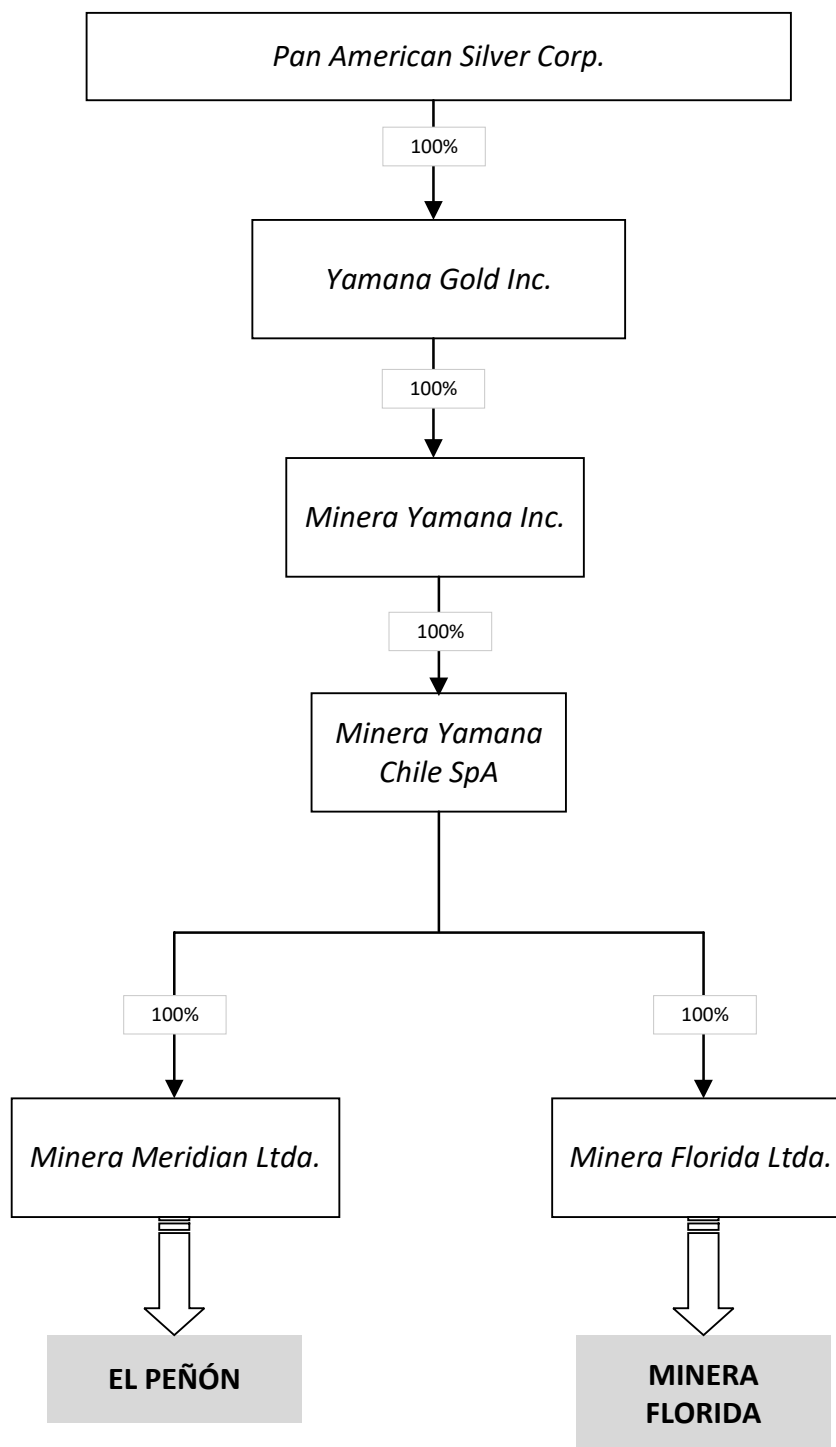 Pan American Silver Corp.
100%
Yamana Gold Inc.
100%
Minera Yamana Inc.
100%
Minera Yamana
Chile SpA
100%
100%
Minera Meridian Ltda.
Minera Florida Ltda.
EL PEÑÓN
MINERA
FLORIDA